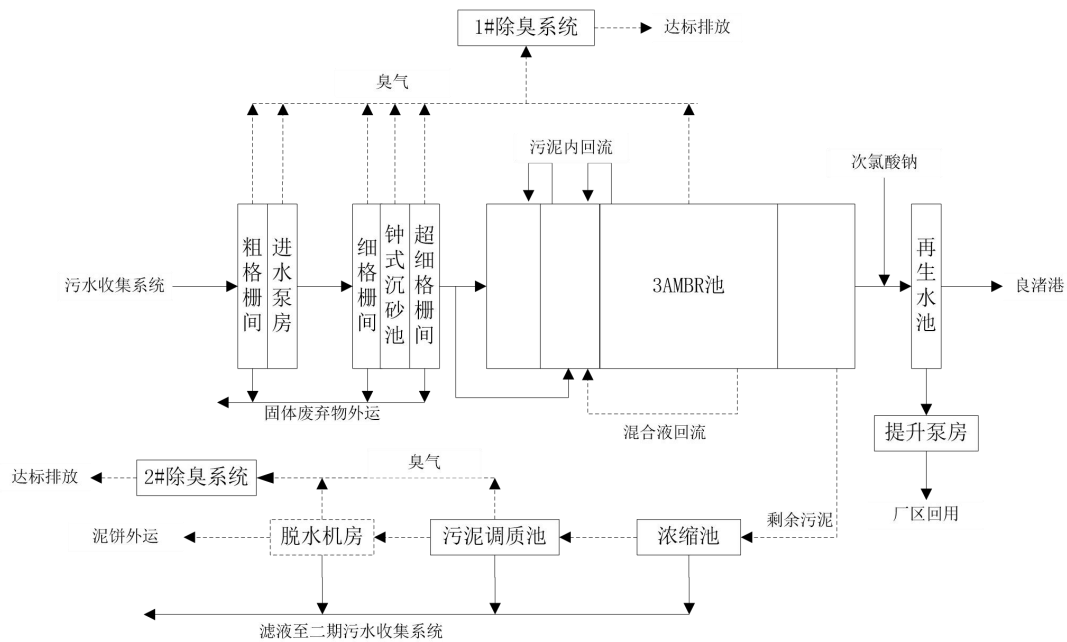 1#除臭系统
达标排放
臭气
污泥内回流
次氯酸钠
污水收集系统
粗格栅间
进水泵房
细格栅间
钟式沉砂池
超细格栅间
3AMBR池
再生水池
良渚港
固体废弃物外运
混合液回流
提升泵房
厂区回用
达标排放
2#除臭系统
臭气
泥饼外运
脱水机房
污泥调质池
浓缩池
剩余污泥
滤液至二期污水收集系统